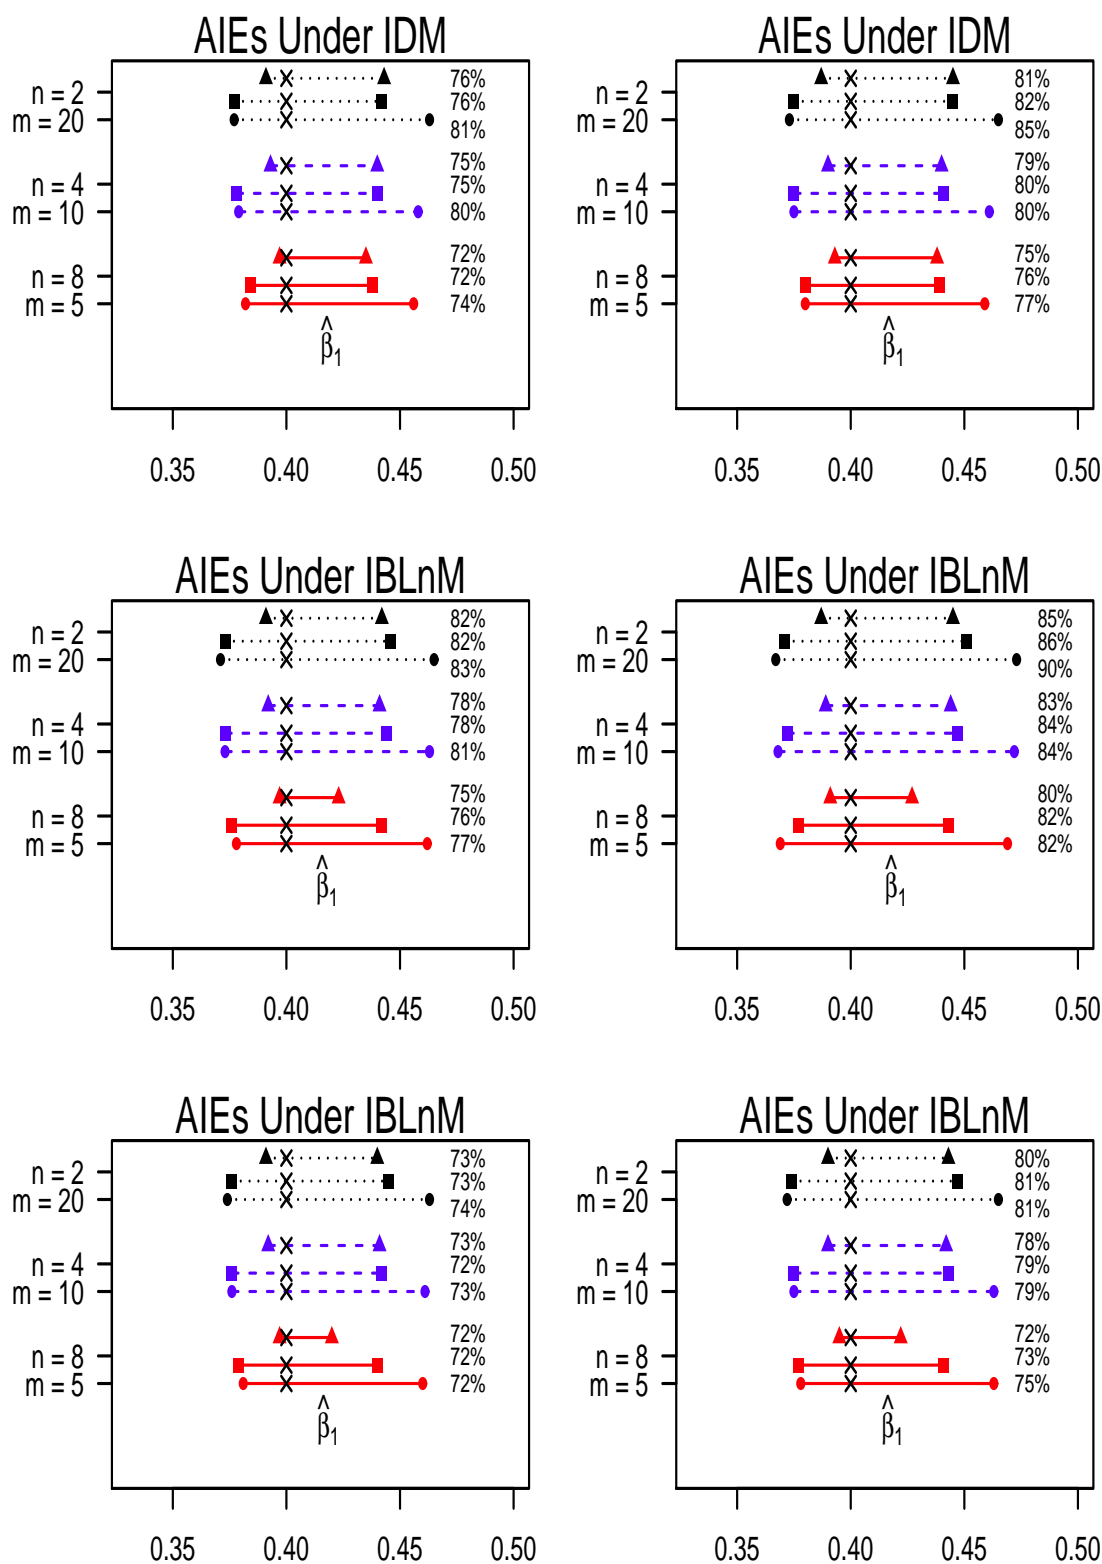 AIEs Under IDM
n = 2
m = 20
n = 4
m = 10
n = 8
m = 5
76%
76%
81%
75%
75%
80%
72%
72%
74%
β̂1
0.35 0.40 0.45 0.50
AIEs Under IDM
n = 2
m = 20
n = 4
m = 10
n = 8
m = 5
81%
82%
85%
79%
80%
80%
75%
76%
77%
β̂1
0.35 0.40 0.45 0.50
AIEs Under IBLnM
n = 2
m = 20
n = 4
m = 10
n = 8
m = 5
82%
82%
83%
78%
78%
81%
75%
76%
77%
β̂1
0.35 0.40 0.45 0.50
AIEs Under IBLnM
n = 2
m = 20
n = 4
m = 10
n = 8
m = 5
85%
86%
90%
83%
84%
84%
80%
82%
82%
β̂1
0.35 0.40 0.45 0.50
AIEs Under IBLnM
n = 2
m = 20
n = 4
m = 10
n = 8
m = 5
73%
73%
74%
73%
72%
73%
72%
72%
72%
β̂1
0.35 0.40 0.45 0.50
AIEs Under IBLnM
n = 2
m = 20
n = 4
m = 10
n = 8
m = 5
80%
81%
81%
78%
79%
79%
72%
73%
75%
β̂1
0.35 0.40 0.45 0.50